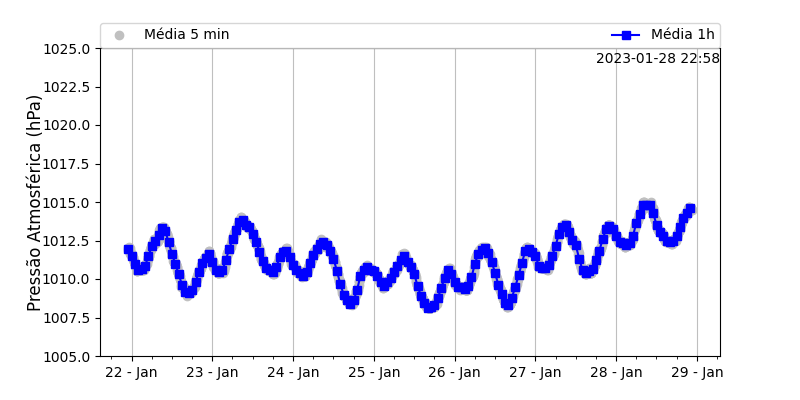 Média 5 min
Média 1h
2023-01-28 22:58
Pressão Atmosférica (hPa)
1025.0
1022.5
1020.0
1017.5
1015.0
1012.5
1010.0
1007.5
1005.0
22 - Jan
23 - Jan
24 - Jan
25 - Jan
26 - Jan
27 - Jan
28 - Jan
29 - Jan